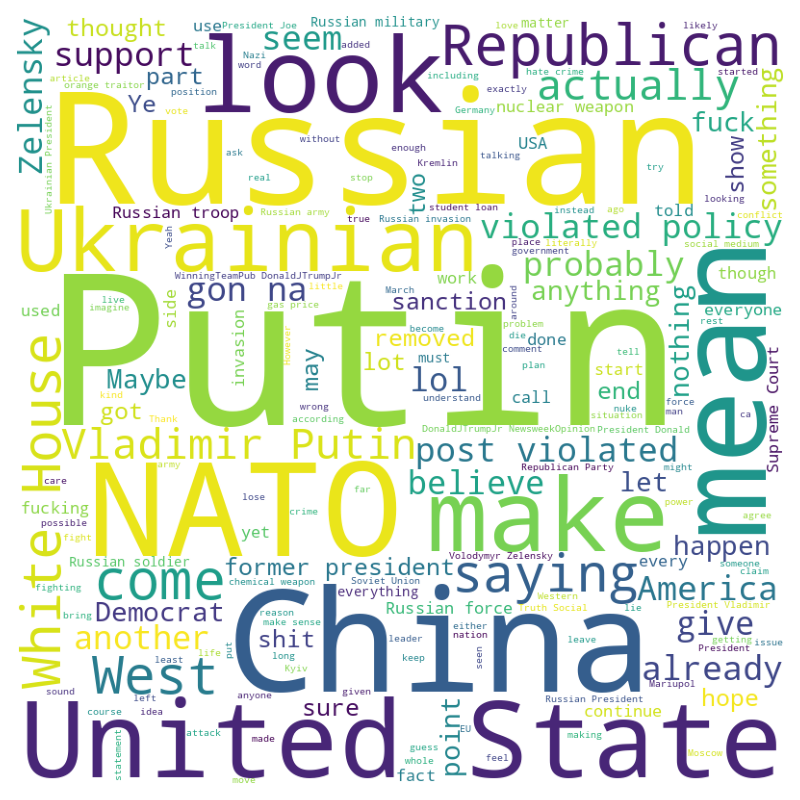 thought
President Joe
use
Russian military
love
matter
likely
Republican
look
support
seem
talk
added
Nazi
word
including
hate crime
started
Zelensky
article
orange traitor
part
position
Ye
vote
Germany
exactly
nuclear weapon
actually
fuck
something
show
Russian
without
enough
USA
ask
talking
Kremlin
real
stop
try
looking
Ukrainian President
two
student loan
Russian troop
true
Russian army
Russian invasion
instead
ago
told
conflict
Ukrainian
Yeah
violated policy
place
literally
government
social medium
WinningTeamPub DonaldJTrumpJr
little
gon na
March
around
probably
though
live
imagine
gas price
sanction
work
anything
everyone
used
side
invasion
However
become
problem
die
comment
tell
rest
Putin
mean
nothing
removed
must
done
plan
force
man
ca
Maybe
may
lot
lol
call
start
end
situation
nuke
Supreme Court
kind
got
Thank
wrong
according
understand
DonaldJTrumpJr NewsweekOpinion
President Donald
Vladimir Putin
post violated
White House
army
Republican Party
might
care
NATO
make
believe
let
power
possible
lose
far
crime
fucking
yet
agree
fight
Volodymyr Zelensky
happen
Russian soldier
former president
every
someone
claim
come
saying
fighting
chemical weapon
Soviet Union
everything
Western
America
President Vladimir
bring
Democrat
reason
make sense
Russian force
Truth Social
lie
another
shit
long
leader
either
nation
reason
leave
getting
issue
give
President
West
China
least
life
put
keep
seen
Kyiv
already
Mariupol
sound
left
anyone
given
sure
Russian President
hope
continue
course
idea
made
point
EU
making
United State
statement
attack
move
guess
whole
fact
feel
Moscow